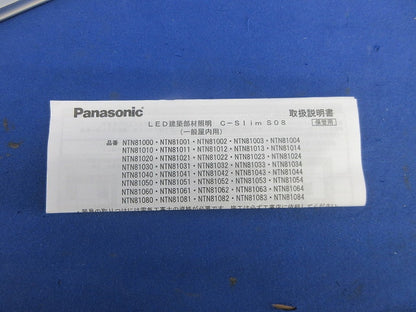 Panasonic 取扱説明書
LED建築部材照明 C-Slim S08 保管用
(一般屋内用)
品番 NTN81000・NTN81001・NTN81002・NTN81003・NTN81004
NTN81010・NTN81011・NTN81012・NTN81013・NTN81014
NTN81020・NTN81021・NTN81022・NTN81023・NTN81024
NTN81030・NTN81031・NTN81032・NTN81033・NTN81034
NTN81040・NTN81041・NTN81042・NTN81043・NTN81044
NTN81050・NTN81051・NTN81052・NTN81053・NTN81054
NTN81060・NTN81061・NTN81062・NTN81063・NTN81064
NTN81080・NTN81081・NTN81082・NTN81083・NTN81084